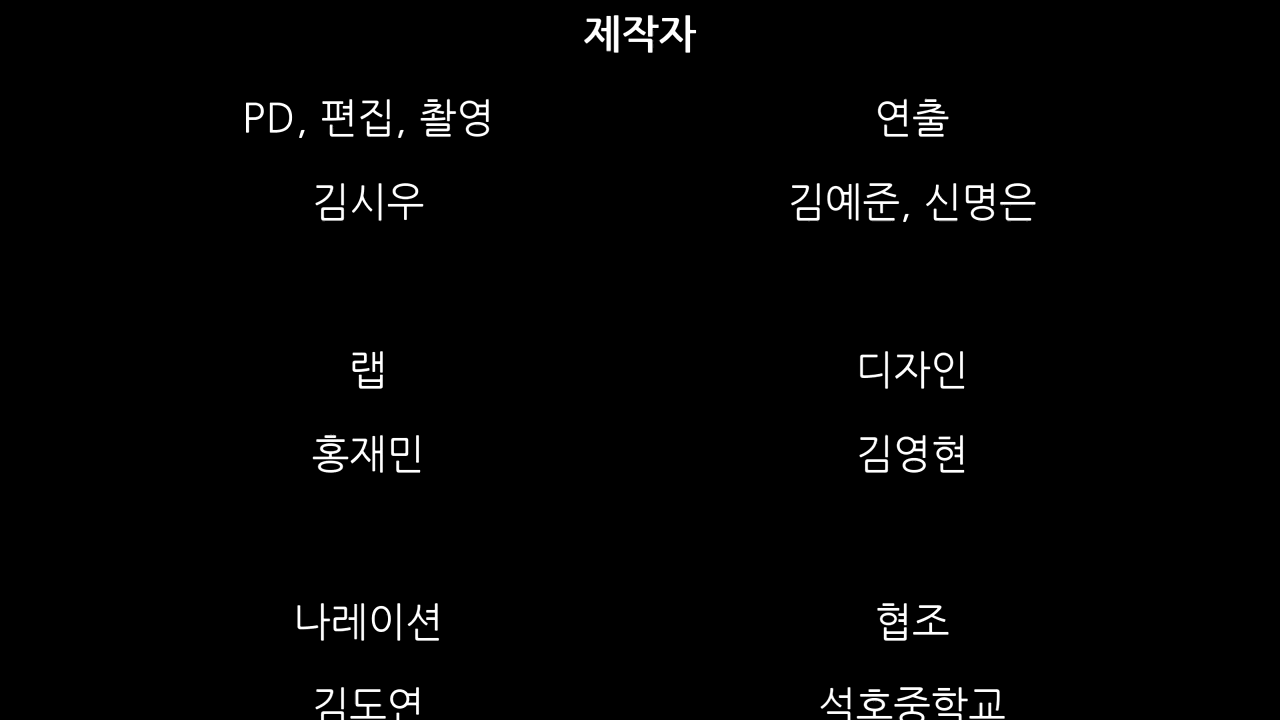 제작자
PD, 편집, 촬영
연출
김시우
김예준, 신명은
랩
디자인
홍재민
김영현
나레이션
협조
김도연
석호중학교